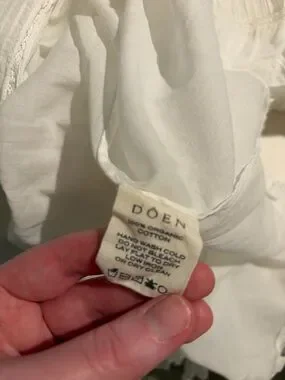 DÔEN
100% ORGANIC
COTTON
HAND WASH COLD
DO NOT BLEACH
LAY FLAT TO DRY
LOW IRON
OR DRY CLEAN